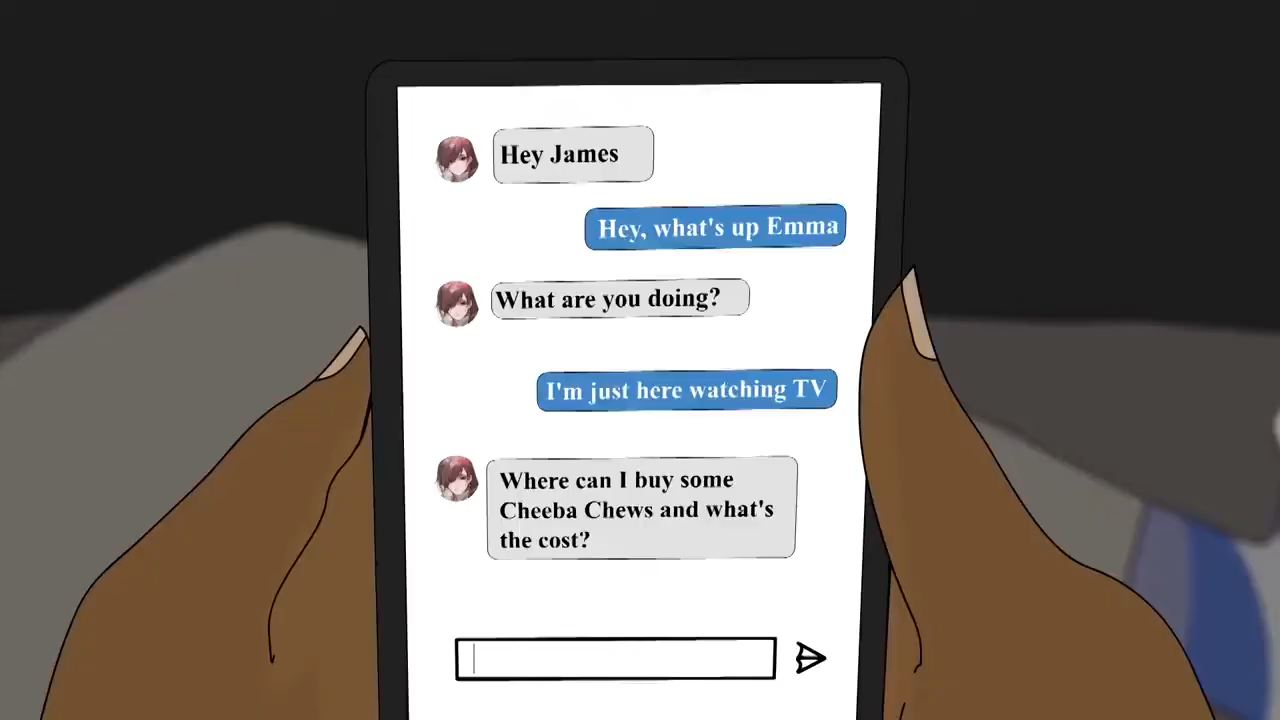 Hey James
Hey, what's up Emma
What are you doing?
I'm just here watching TV
Where can I buy some
Cheeba Chews and what's
the cost?